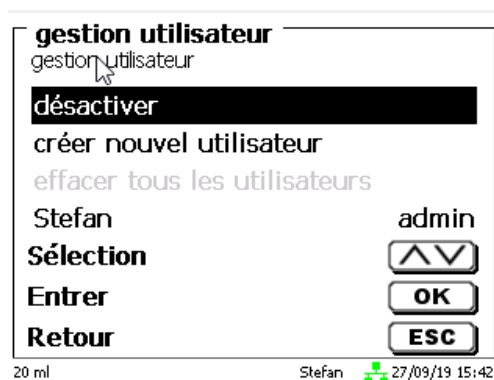 gestion utilisateur
gestion utilisateur
désactiver
créer nouvel utilisateur
effacer tous les utilisateurs
Stefan admin
Sélection
Entrer OK
Retour ESC
20 ml Stefan 27/09/19 15:42